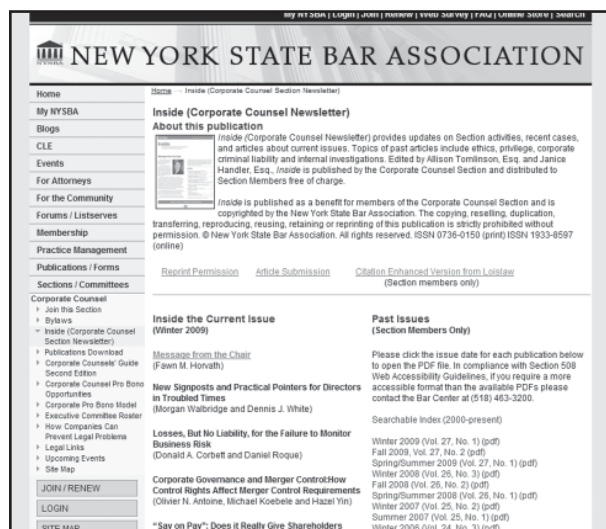 My NYSBA | Login | Join | Renew | Web Survey | FAQ | Online Store | Search
NYSBA
NEW YORK STATE BAR ASSOCIATION
Home
My NYSBA
Blogs
CLE
Events
For Attorneys
For the Community
Forums / Listserves
Membership
Practice Management
Publications / Forms
Sections / Committees
Corporate Counsel
Join this Section
Bylaws
Inside (Corporate Counsel
Section Newsletter)
Publications Download
Corporate Counsels' Guide
Second Edition
Corporate Counsel Pro Bono
Opportunities
Corporate Pro Bono Model
Executive Committee Roster
How Companies Can
Prevent Legal Problems
Legal Links
Upcoming Events
Site Map
JOIN / RENEW
LOGIN
SITE MAP
Home → Inside (Corporate Counsel Section Newsletter)
Inside (Corporate Counsel Newsletter)
About this publication
Inside (Corporate Counsel Newsletter) provides updates on Section activities, recent cases,
and articles about current issues. Topics of past articles include ethics, privilege, corporate
criminal liability and internal investigations. Edited by Allison Tomlinson, Esq. and Janice
Handler, Esq., Inside is published by the Corporate Counsel Section and distributed to
Section Members free of charge.
Inside is published as a benefit for members of the Corporate Counsel Section and is
copyrighted by the New York State Bar Association. The copying, reselling, duplication,
transferring, reproducing, reusing, retaining or reprinting of this publication is strictly prohibited without
permission. © New York State Bar Association. All rights reserved. ISSN 0736-0150 (print) ISSN 1933-8597
(online)
Reprint Permission Article Submission Citation Enhanced Version from Loislaw
(Section members only)
Inside the Current Issue
(Winter 2009)
Message from the Chair
(Fawn M. Horvath)
New Signposts and Practical Pointers for Directors
in Troubled Times
(Morgan Walbridge and Dennis J. White)
Losses, But No Liability, for the Failure to Monitor
Business Risk
(Donald A. Corbett and Daniel Roque)
Corporate Governance and Merger Control:How
Control Rights Affect Merger Control Requirements
(Olivier N. Antoine, Michael Koebele and Hazel Yin)
"Say on Pay": Does it Really Give Shareholders
Past Issues
(Section Members Only)
Please click the issue date for each publication below
to open the PDF file. In compliance with Section 508
Web Accessibility Guidelines, if you require a more
accessible format than the available PDFs please
contact the Bar Center at (518) 463-3200.
Searchable Index (2000-present)
Winter 2009 (Vol. 27, No. 1) (pdf)
Fall 2009, Vol. 27, No. 2 (pdf)
Spring/Summer 2009 (Vol. 27, No. 1) (pdf)
Winter 2008 (Vol. 26, No. 3) (pdf)
Fall 2008 (Vol. 26, No. 2) (pdf)
Spring/Summer 2008 (Vol. 26, No. 1) (pdf)
Winter 2007 (Vol. 25, No. 2) (pdf)
Summer 2007 (Vol. 25, No. 1) (pdf)
Winter 2006 (Vol. 24, No. 3) (pdf)